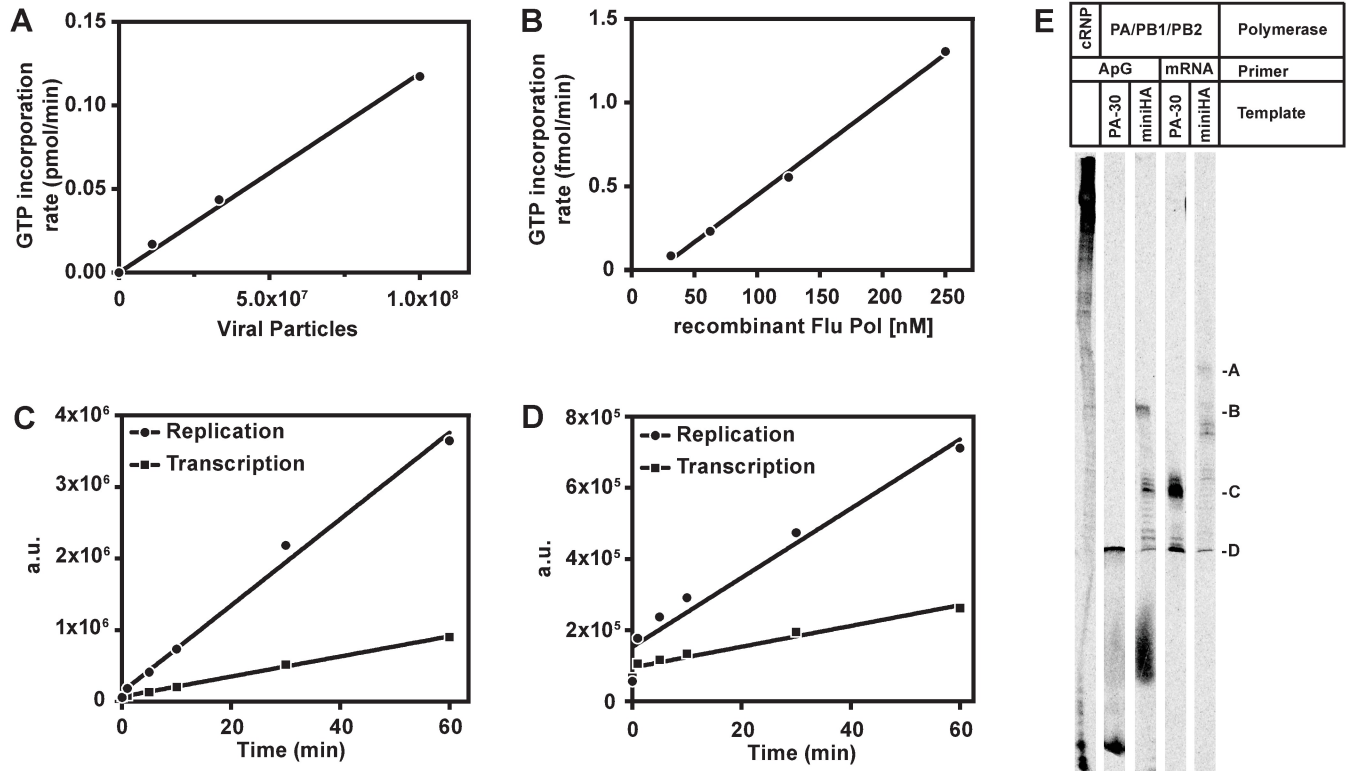 A
0.15
0.10
0.05
0.00
GTP incorporation
rate (pmol/min)
0
5.0x10⁷
1.0x10⁸
Viral Particles
B
1.5
1.0
0.5
0
GTP incorporation
rate (fmol/min)
0
50
100
150
200
250
recombinant Flu Pol [nM]
C
4x10⁶
3x10⁶
2x10⁶
1x10⁶
0
a.u.
Replication
Transcription
0
20
40
60
Time (min)
D
8x10⁵
6x10⁵
4x10⁵
2x10⁵
0
a.u.
Replication
Transcription
0
20
40
60
Time (min)
E
cRNP
PA/PB1/PB2
Polymerase
ApG
mRNA
Primer
PA-30
miniHA
PA-30
miniHA
Template
-A
-B
-C
-D